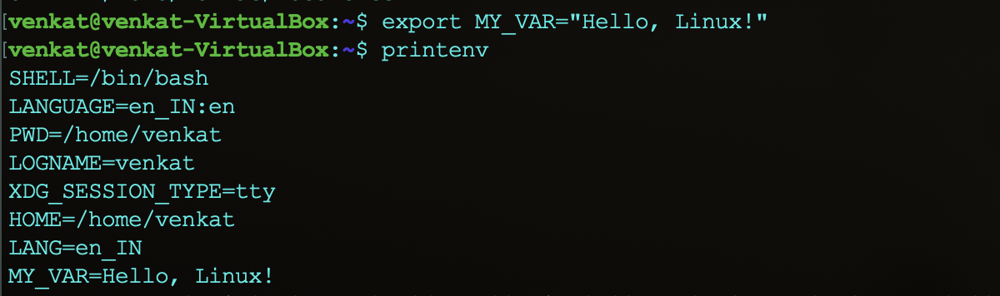 [venkat@venkat-VirtualBox:~$ export MY_VAR="Hello, Linux!"
[venkat@venkat-VirtualBox:~$ printenv
SHELL=/bin/bash
LANGUAGE=en_IN:en
PWD=/home/venkat
LOGNAME=venkat
XDG_SESSION_TYPE=tty
HOME=/home/venkat
LANG=en_IN
MY_VAR=Hello, Linux!